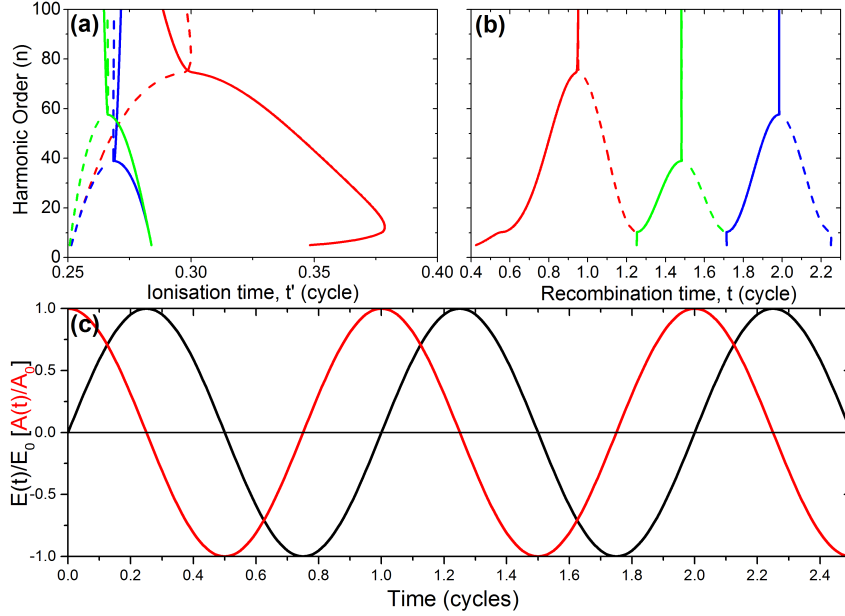 (a)
(b)
Harmonic Order (n)
100
80
60
40
20
0
0.25 0.30 0.35 0.40
0.4 0.6 0.8 1.0 1.2 1.4 1.6 1.8 2.0 2.2
Ionisation time, t' (cycle)
Recombination time, t (cycle)
(c)
E(t)/E0 [A(t)/A0]
1.0
0.5
0.0
-0.5
-1.0
0.0 0.2 0.4 0.6 0.8 1.0 1.2 1.4 1.6 1.8 2.0 2.2 2.4
Time (cycles)